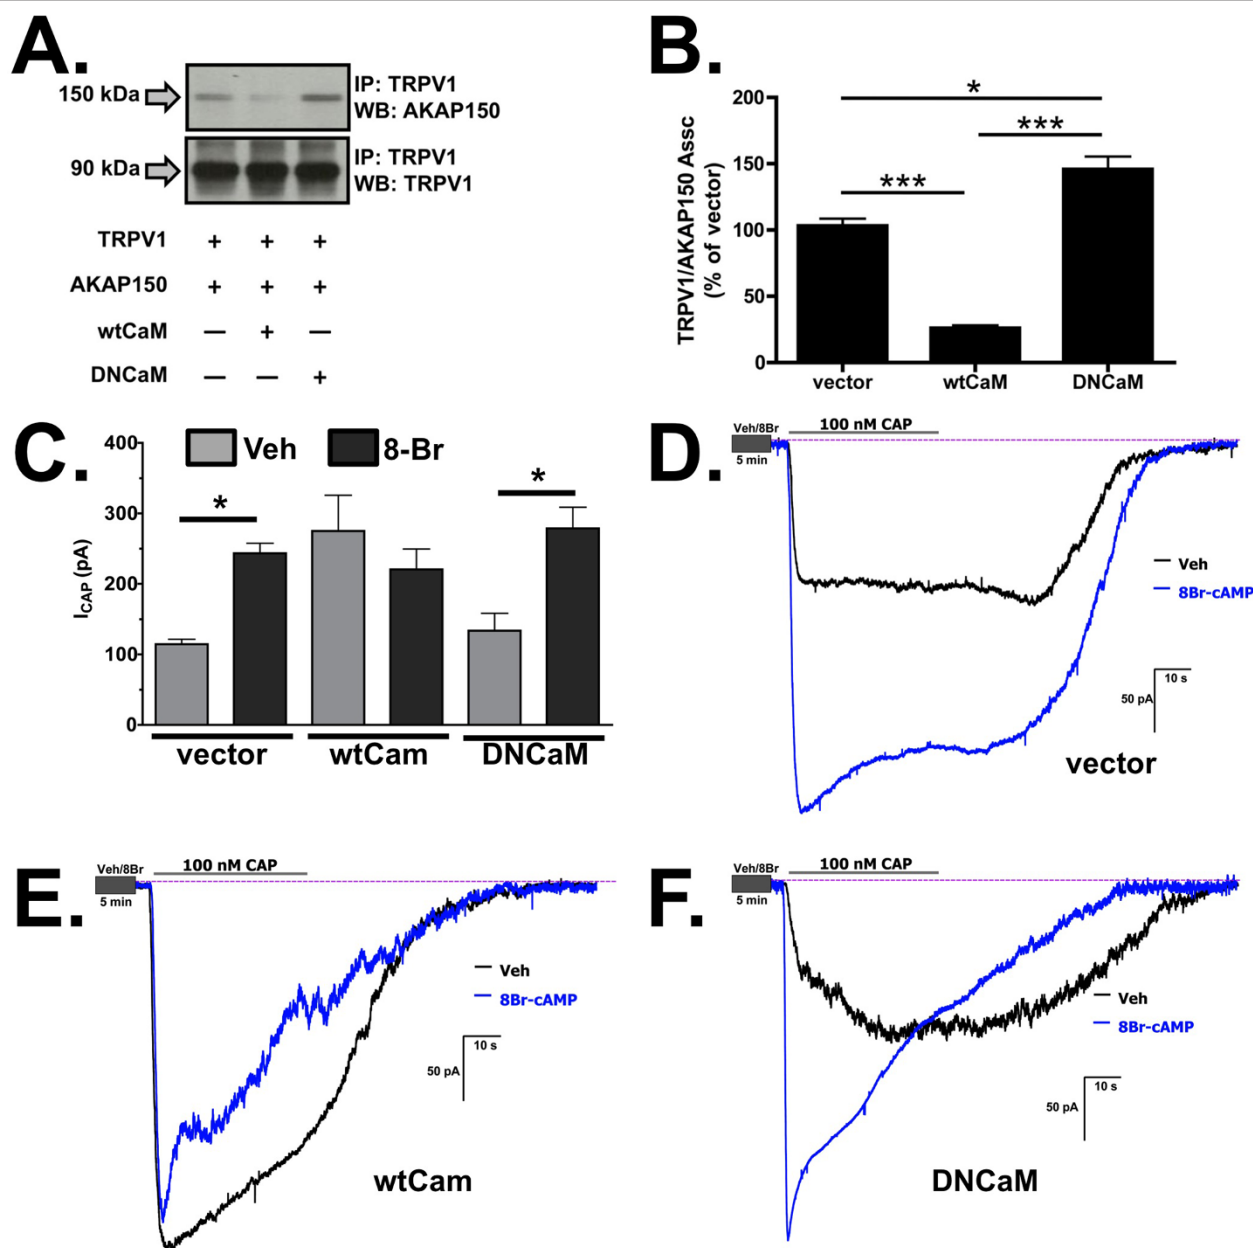 A.
150 kDa
IP: TRPV1
WB: AKAP150
90 kDa
IP: TRPV1
WB: TRPV1
TRPV1 + + +
AKAP150 + + +
wtCaM — + —
DNCaM — — +
B.
TRPV1/AKAP150 Assc
(% of vector)
200
150
100
50
0
*
***
***
vector wtCaM DNCaM
C.
Veh 8-Br
I_CAP (pA)
400
300
200
100
0
*
*
vector wtCam DNCaM
D.
Veh/8Br
5 min
100 nM CAP
Veh
8Br-cAMP
10 s
50 pA
vector
E.
Veh/8Br
5 min
100 nM CAP
Veh
8Br-cAMP
10 s
50 pA
wtCam
F.
Veh/8Br
5 min
100 nM CAP
Veh
8Br-cAMP
10 s
50 pA
DNCaM